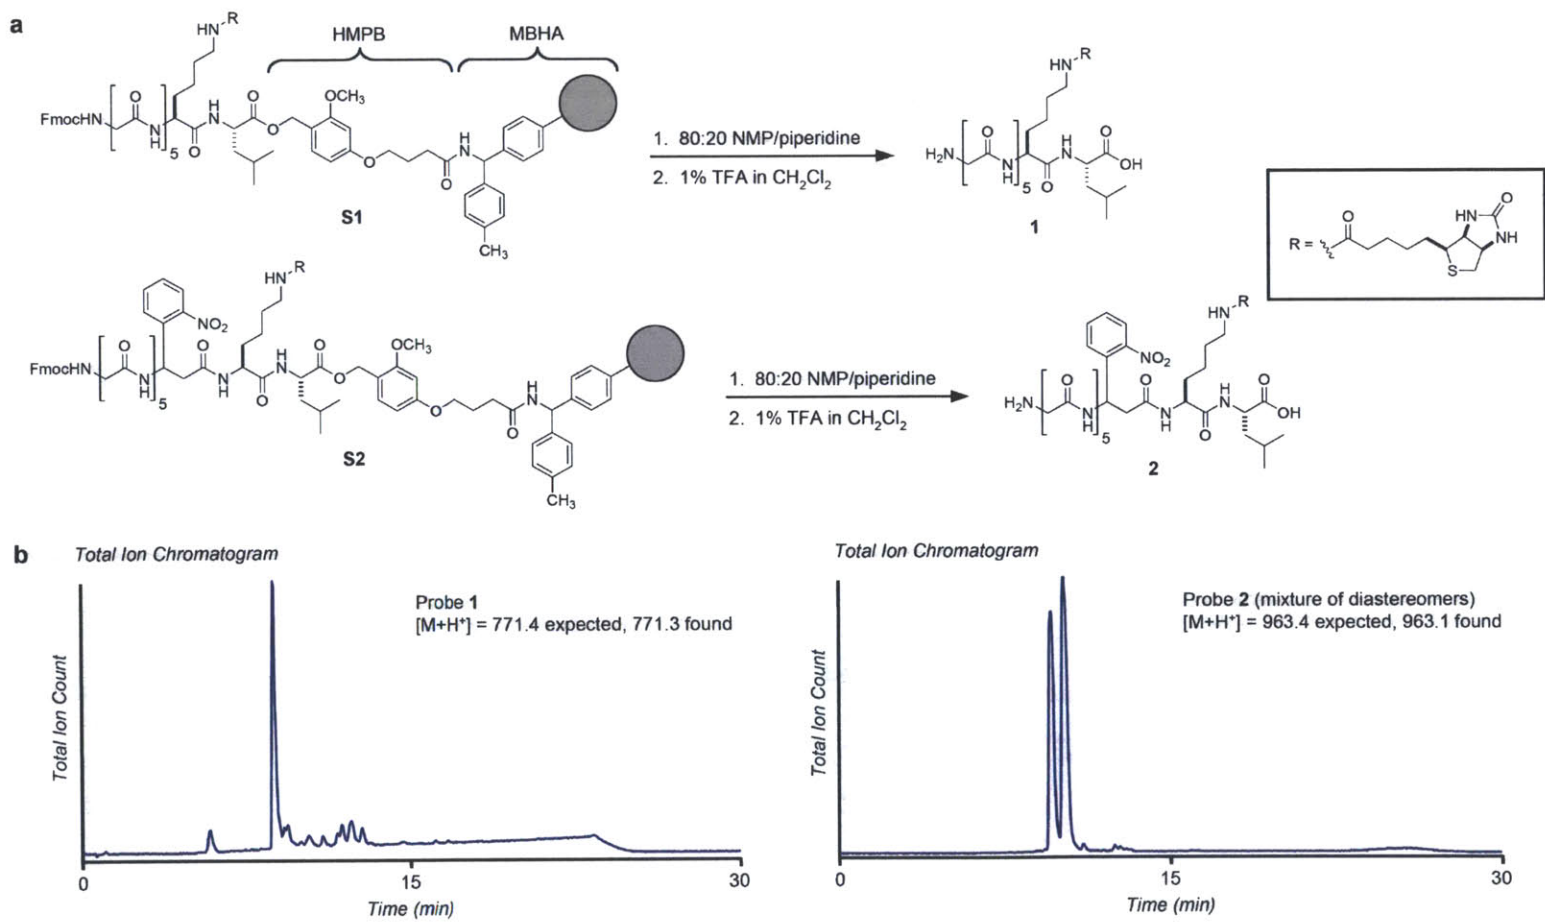 a
HMPB
MBHA
HN
R
FmocHN
O
N
H
5
O
H
N
O
O
OCH3
O
H
N
O
CH3
S1
1. 80:20 NMP/piperidine
2. 1% TFA in CH2Cl2
HN
R
H2N
O
N
H
5
O
H
N
O
OH
1
R =
O
S
HN
O
NH
HN
R
NO2
FmocHN
O
N
H
5
O
N
H
O
H
N
O
O
OCH3
O
H
N
O
CH3
S2
1. 80:20 NMP/piperidine
2. 1% TFA in CH2Cl2
HN
R
NO2
H2N
O
N
H
5
O
N
H
O
H
N
O
OH
2
b
Total Ion Chromatogram
Probe 1
[M+H+] = 771.4 expected, 771.3 found
Total Ion Count
0
15
30
Time (min)
Total Ion Chromatogram
Probe 2 (mixture of diastereomers)
[M+H+] = 963.4 expected, 963.1 found
Total Ion Count
0
15
30
Time (min)